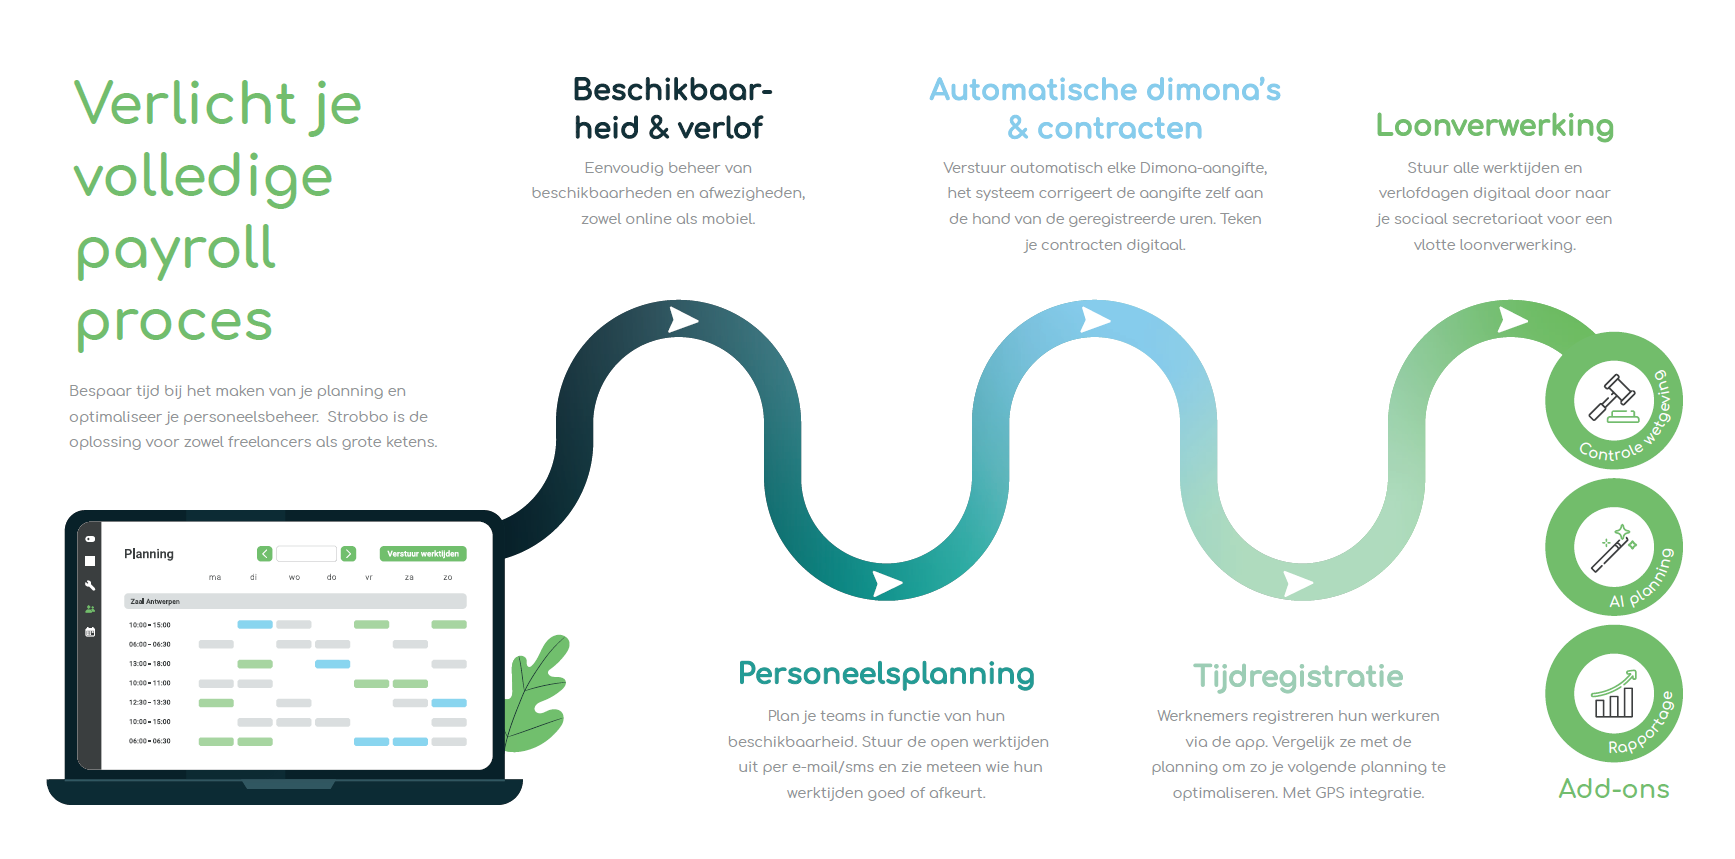 Verlicht je
volledige
payroll
proces
Bespaar tijd bij het maken van je planning en
optimaliseer je personeelsbeheer. Strobbo is de
oplossing voor zowel freelancers als grote ketens.
Beschikbaar-
heid & verlof
Eenvoudig beheer van
beschikbaarheden en afwezigheden,
zowel online als mobiel.
Automatische dimona’s
& contracten
Verstuur automatisch elke Dimona-aangifte,
het systeem corrigeert de aangifte zelf aan
de hand van de geregistreerde uren. Teken
je contracten digitaal.
Loonverwerking
Stuur alle werktijden en
verlofdagen digitaal door naar
je sociaal secretariaat voor een
vlotte loonverwerking.
Planning
Verstuur werktijden
ma di wo do vr za zo
Zaal Antwerpen
10:00 - 15:00
06:00 - 06:30
13:00 - 18:00
10:00 - 11:00
12:30 - 13:30
10:00 - 15:00
06:00 - 06:30
Personeelsplanning
Plan je teams in functie van hun
beschikbaarheid. Stuur de open werktijden
uit per e-mail/sms en zie meteen wie hun
werktijden goed of afkeurt.
Tijdregistratie
Werknemers registreren hun werkuren
via de app. Vergelijk ze met de
planning om zo je volgende planning te
optimaliseren. Met GPS integratie.
Controle wetgeving
AI planning
Rapportage
Add-ons